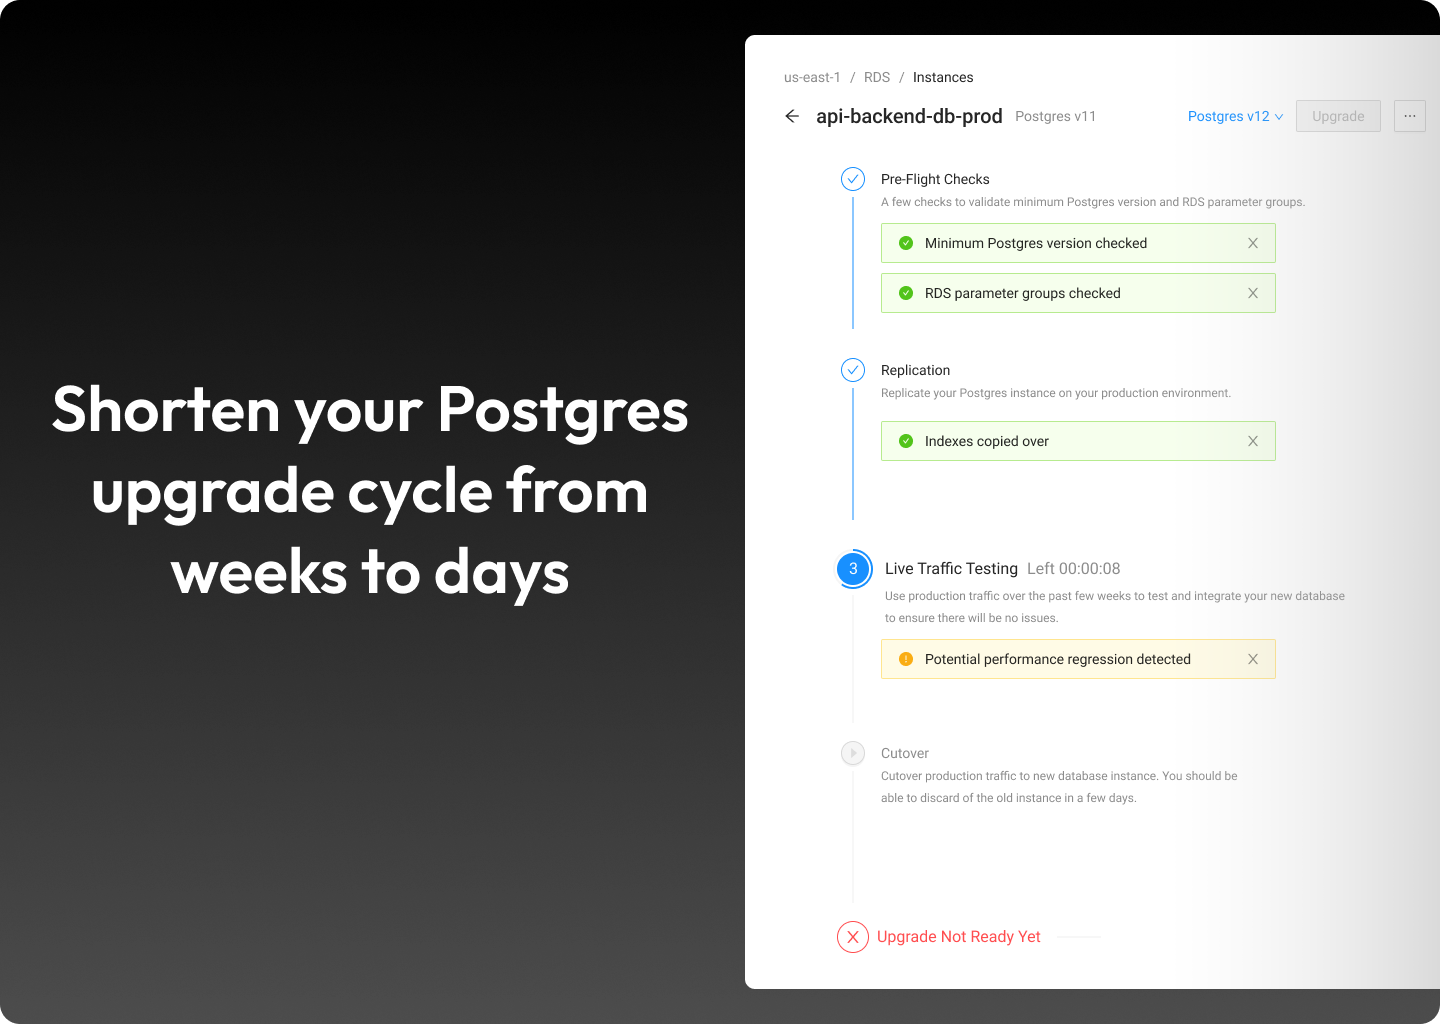 Shorten your Postgres
upgrade cycle from
weeks to days
us-east-1 / RDS / Instances
api-backend-db-prod Postgres v11 Postgres v12 Upgrade ...
Pre-Flight Checks
A few checks to validate minimum Postgres version and RDS parameter groups.
Minimum Postgres version checked
RDS parameter groups checked
Replication
Replicate your Postgres instance on your production environment.
Indexes copied over
3 Live Traffic Testing Left 00:00:08
Use production traffic over the past few weeks to test and integrate your new database
to ensure there will be no issues.
Potential performance regression detected
Cutover
Cutover production traffic to new database instance. You should be
able to discard of the old instance in a few days.
Upgrade Not Ready Yet